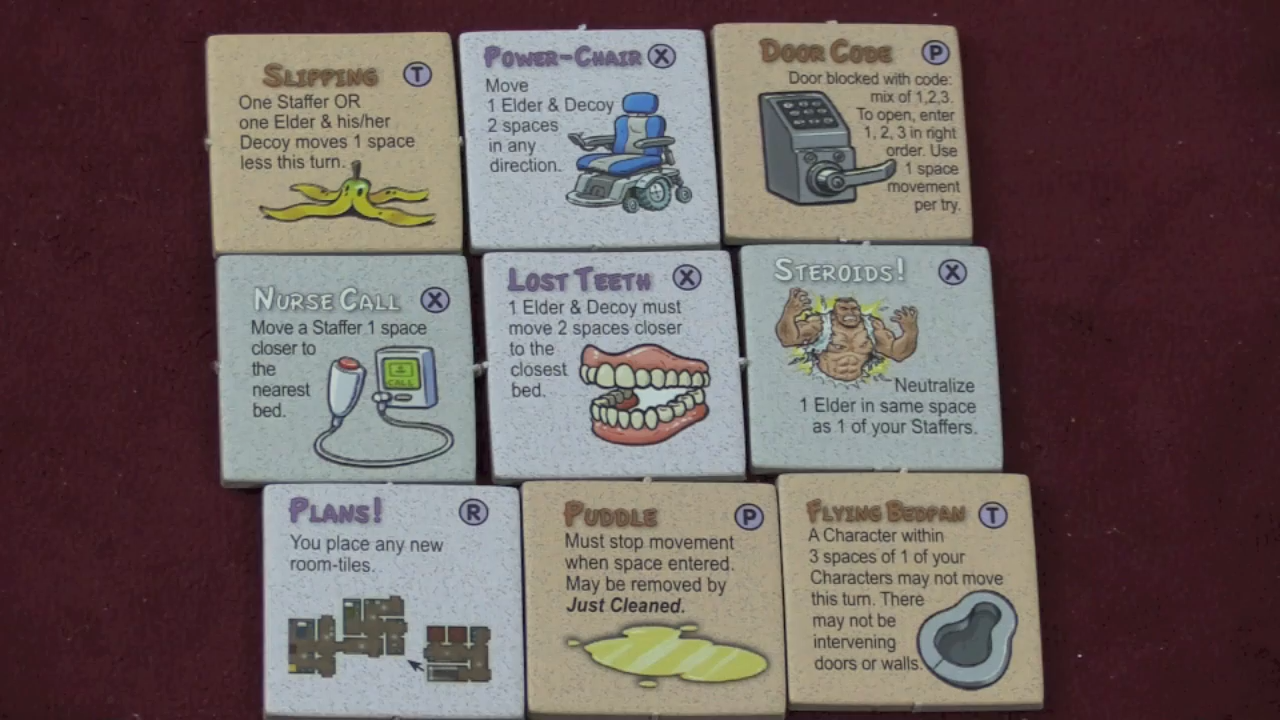 SLIPPING T
One Staffer OR
one Elder & his/her
Decoy moves 1 space
less this turn.
POWER-CHAIR X
Move
1 Elder & Decoy
2 spaces
in any
direction.
DOOR CODE P
Door blocked with code:
mix of 1,2,3.
To open, enter
1, 2, 3 in right
order. Use
1 space
movement
per try.
NURSE CALL X
Move a Staffer 1 space
closer to
the
nearest
bed.
CALL
LOST TEETH X
1 Elder & Decoy must
move 2 spaces closer
to the
closest
bed.
STEROIDS! X
Neutralize
1 Elder in same space
as 1 of your Staffers.
PLANS! R
You place any new
room-tiles.
PUDDLE P
Must stop movement
when space entered.
May be removed by
Just Cleaned.
FLYING BEDPAN T
A Character within
3 spaces of 1 of your
Characters may not move
this turn. There
may not be
intervening
doors or walls.